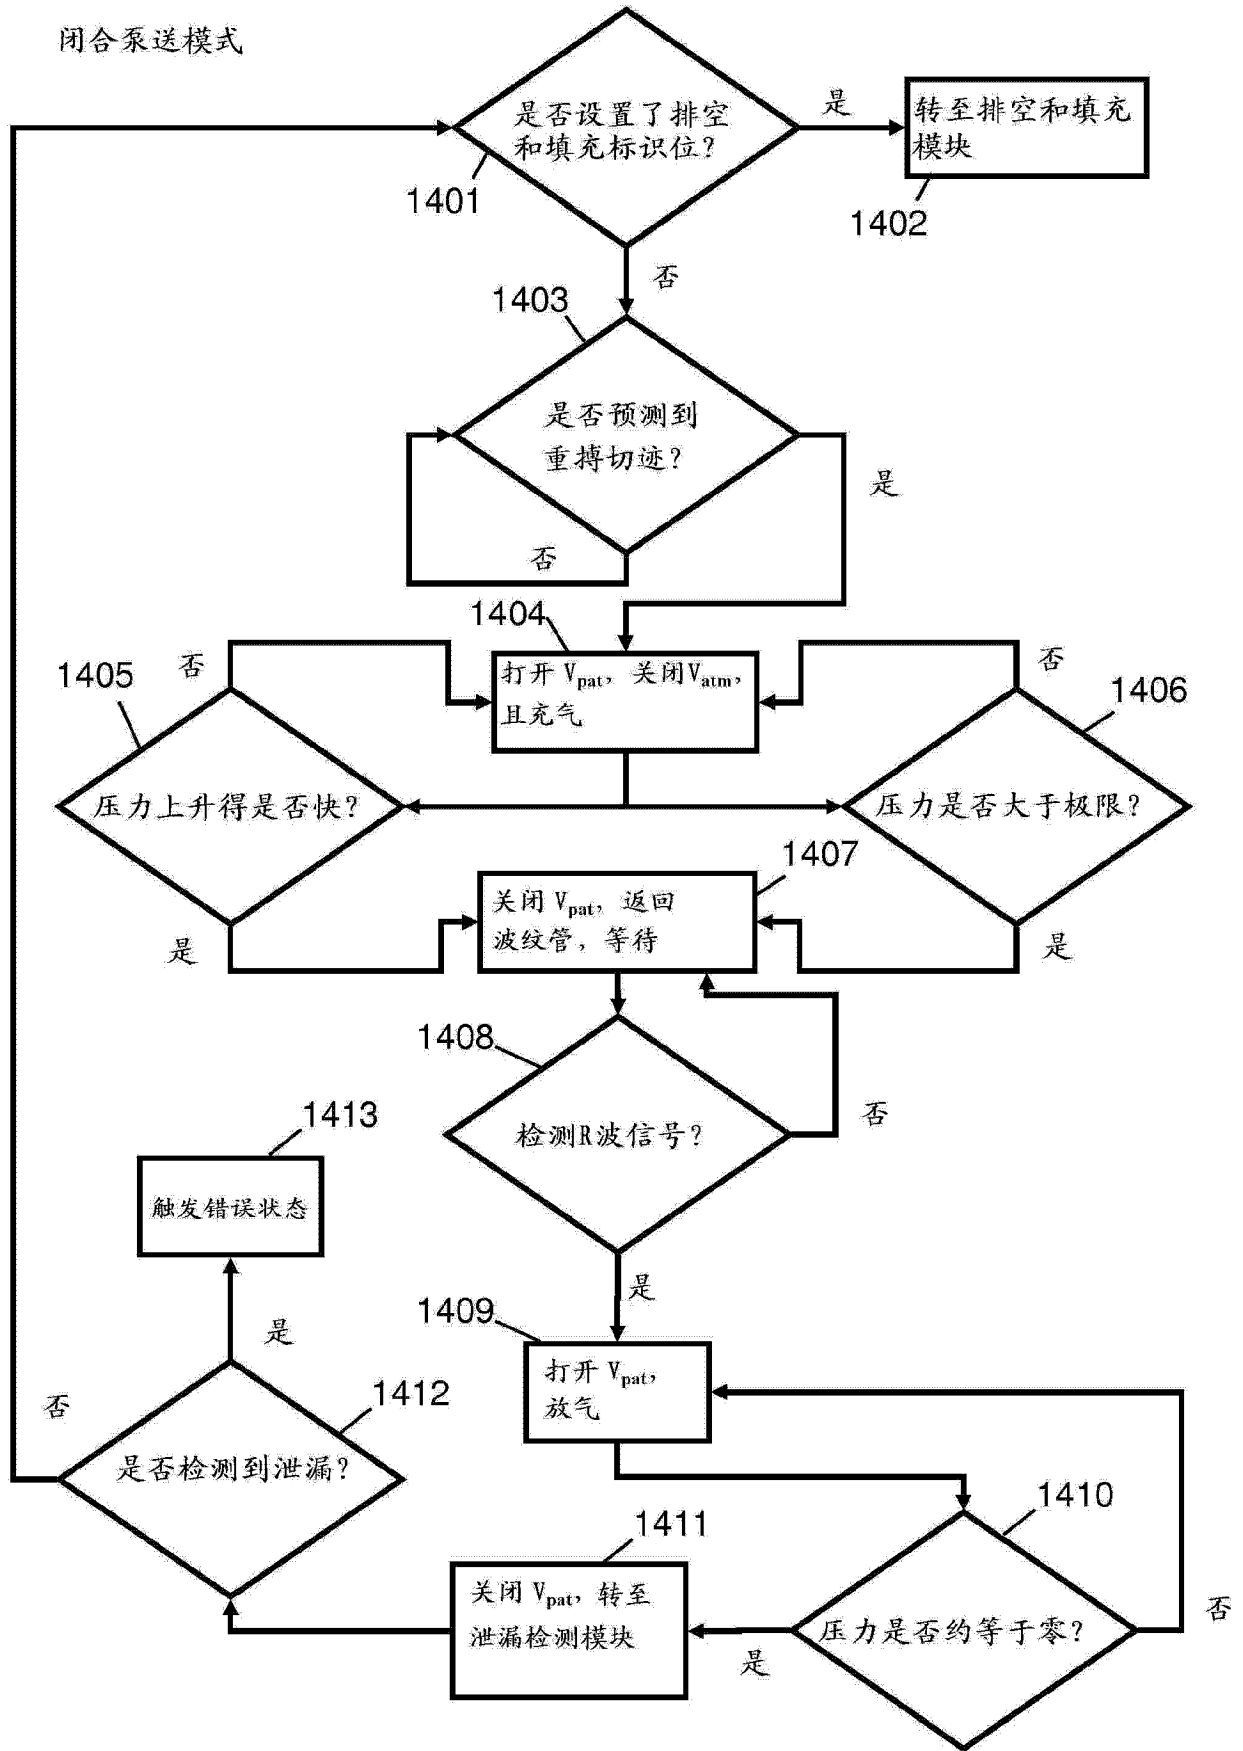 闭合泵送模式
是否设置了排空
和填充标识位?
是
转至排空和填充
模块
1401
1402
否
1403
是否预测到
重搏切迹?
是
否
1404
打开 Vpat, 关闭Vatm,
且充气
否
1405
否
1406
压力上升得是否快?
压力是否大于极限?
1407
关闭 Vpat, 返回
波纹管, 等待
是
是
1408
检测R波信号?
否
1413
触发错误状态
是
是
1409
打开 Vpat,
放气
否
1412
是否检测到泄漏?
1410
1411
关闭 Vpat, 转至
泄漏检测模块
压力是否约等于零?
否
是